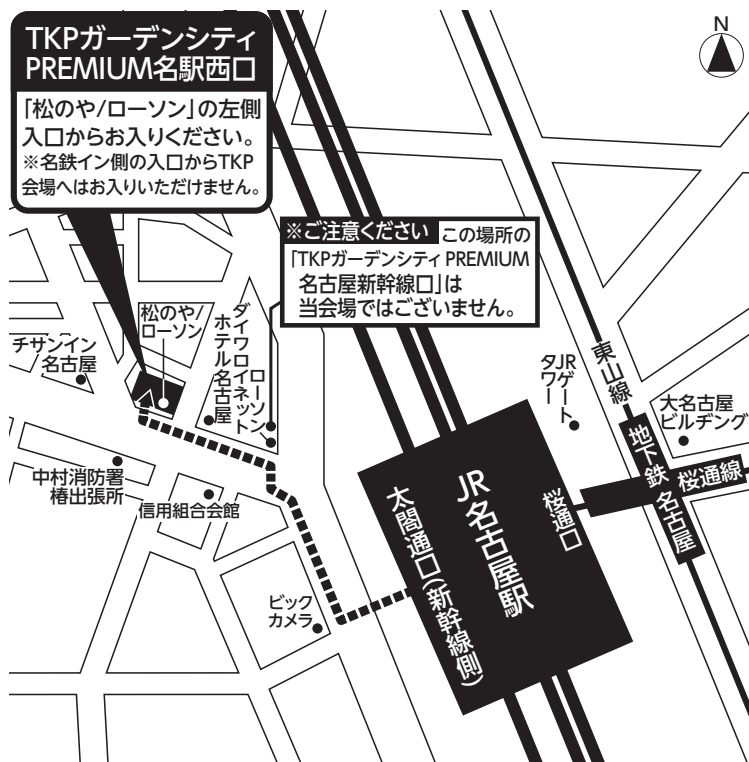 TKPガーデンシティ
PREMIUM名駅西口
「松のや/ローソン」の左側
入口からお入りください。
※名鉄イン側の入口からTKP
会場へはお入りいただけません。
N
※ご注意ください この場所の
「TKPガーデンシティ PREMIUM
名古屋新幹線口」は
当会場ではございません。
松のや/
ローソン
チサンイン
名古屋
ダイワロイネット
ホテル名古屋
ローソン
JRゲート
タワー
東山線
大名古屋
ビルヂング
地下鉄 名古屋
桜通線
中村消防署
椿出張所
信用組合会館
JR名古屋駅
桜通口
太閤通口(新幹線側)
ビック
カメラ